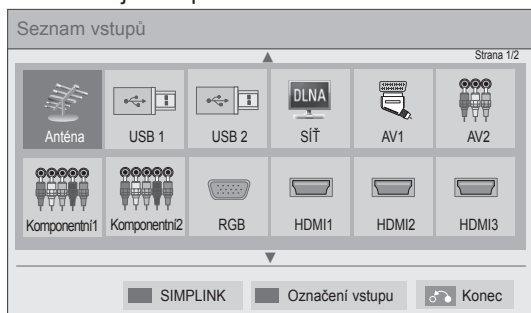 Seznam vstupů
Strana 1/2
DLNA
Anténa USB 1 USB 2 SÍŤ AV1 AV2
Komponentní1 Komponentní2 RGB HDMI1 HDMI2 HDMI3
SIMPLINK Označení vstupu Konec